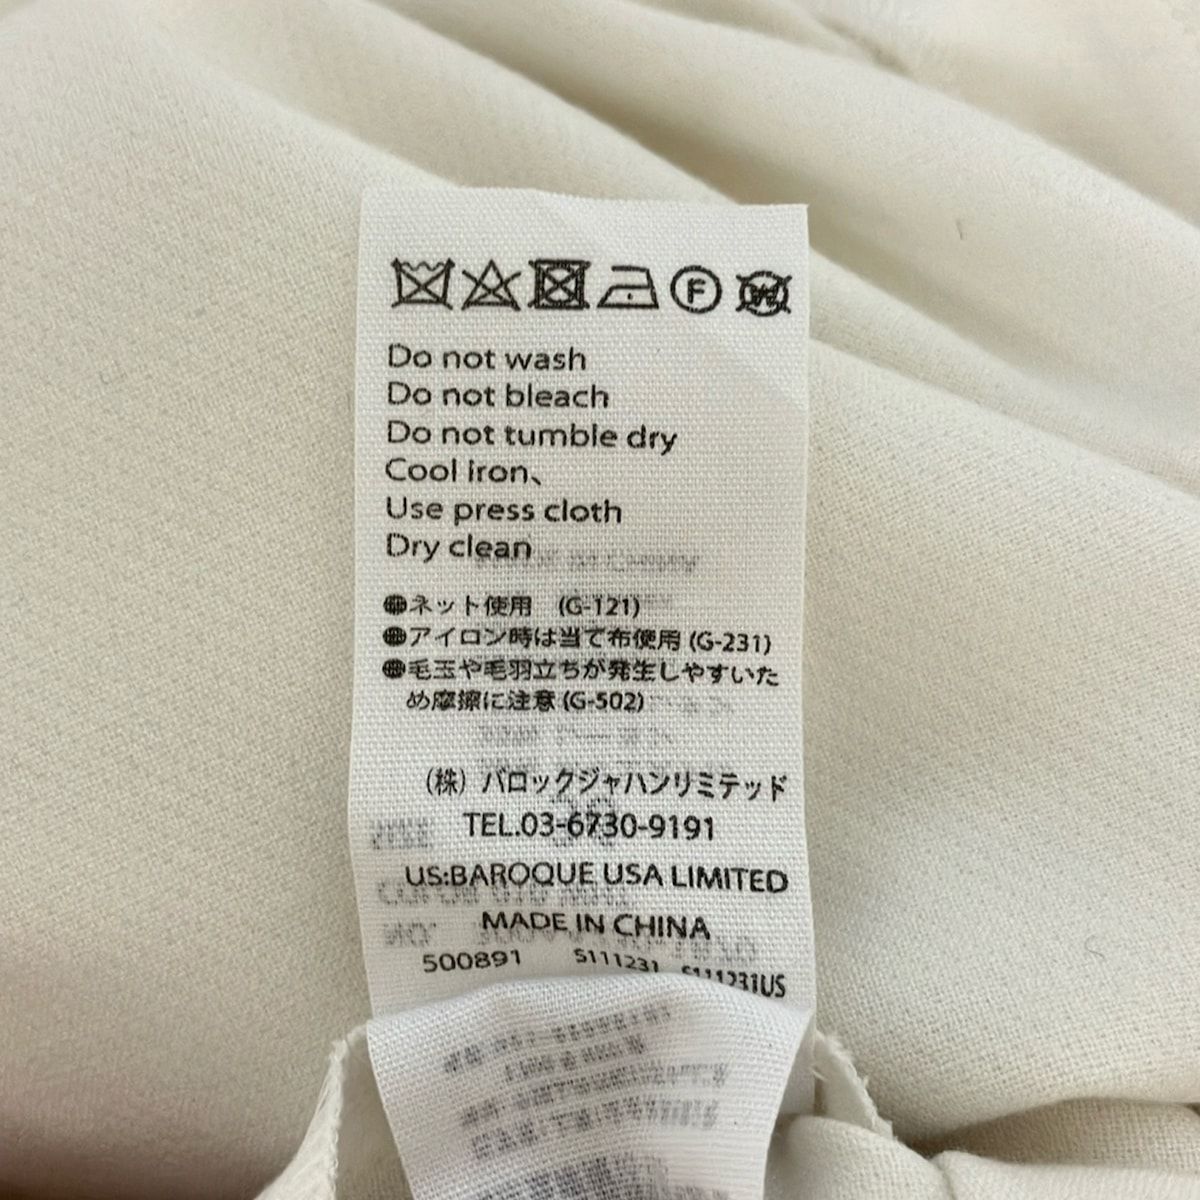 Do not wash
Do not bleach
Do not tumble dry
Cool iron、
Use press cloth
Dry clean
●ネット使用 (G-121)
●アイロン時は当て布使用 (G-231)
●毛玉や毛羽立ちが発生しやすいた
め摩擦に注意 (G-502)
(株) バロックジャハンリミテッド
TEL.03-6730-9191
US:BAROQUE USA LIMITED
MADE IN CHINA
500891 S111231 S111231US